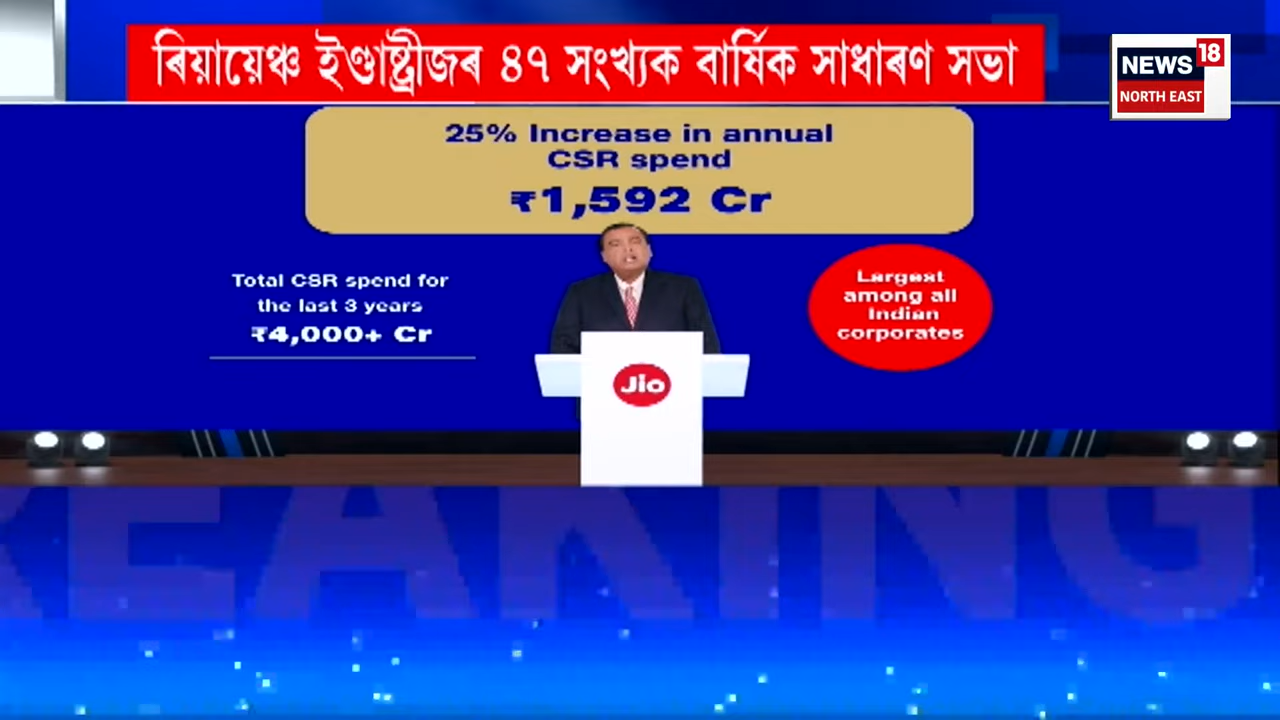 ৰিয়ায়েঞ্চ ইণ্ডাষ্ট্ৰীজৰ ৪৭ সংখ্যক বাৰ্ষিক সাধাৰণ সভা
NEWS 18
NORTH EAST
25% Increase in annual
CSR spend
₹1,592 Cr
Total CSR spend for
the last 3 years
₹4,000+ Cr
Largest
among all
Indian
corporates
Jio
REAKING